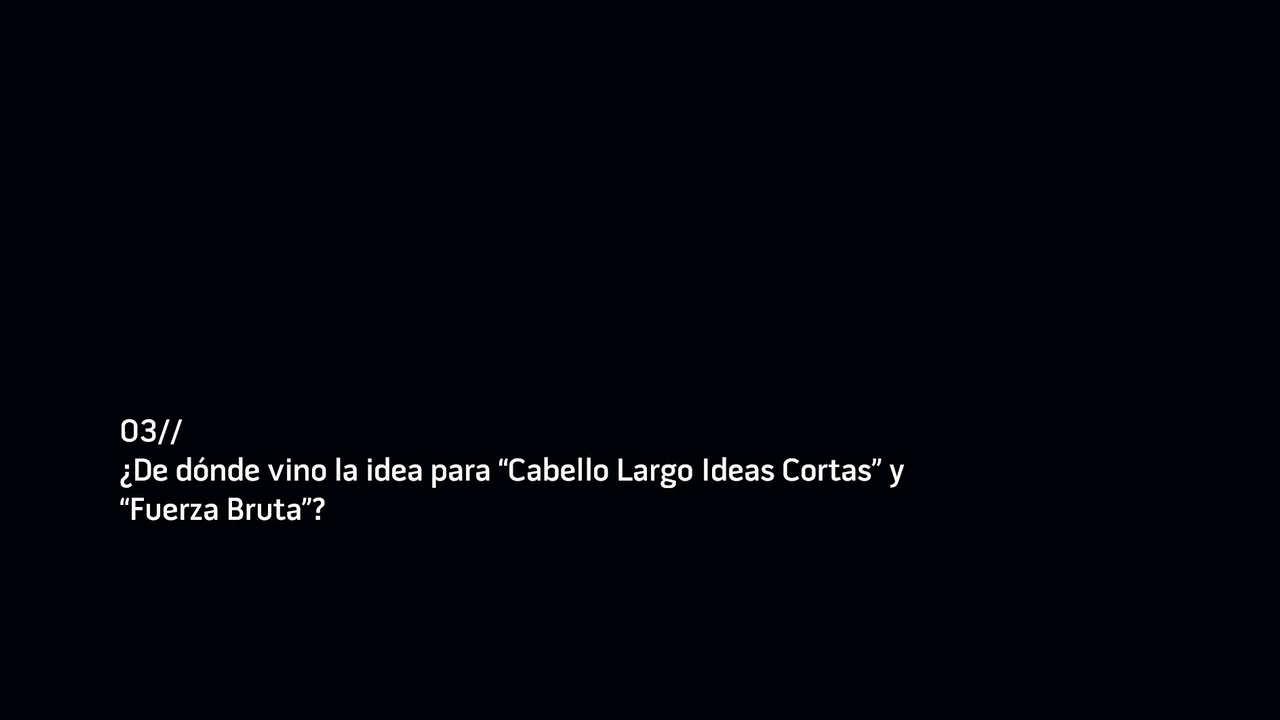 03//
¿De dónde vino la idea para “Cabello Largo Ideas Cortas” y
“Fuerza Bruta”?